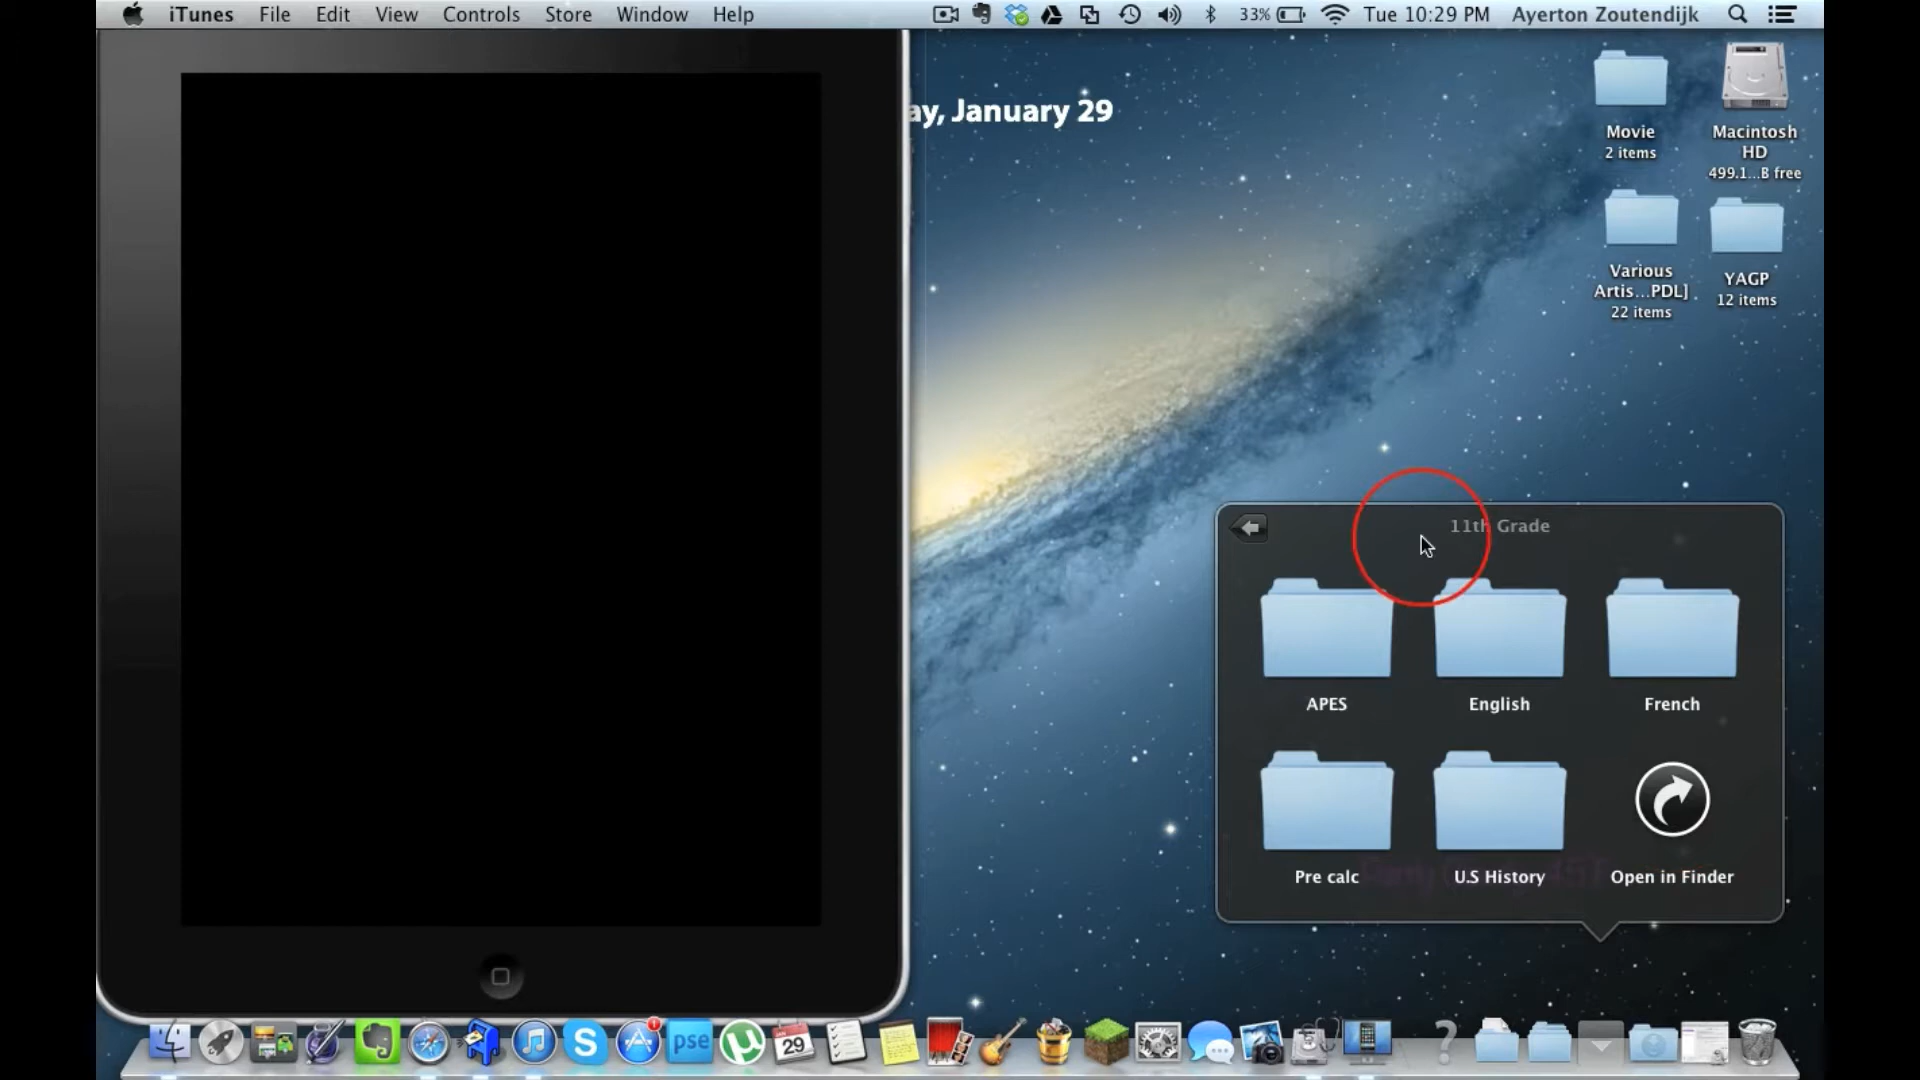 iTunes File Edit View Controls Store Window Help 33% Tue 10:29 PM Ayerton Zoutendijk
ay, January 29
Movie
2 items
Macintosh
HD
499.1...B free
Various
Artis...PDL]
22 items
YAGP
12 items
11th Grade
APES
English
French
Pre calc
U.S History
Open in Finder
S
1
pse
29
?